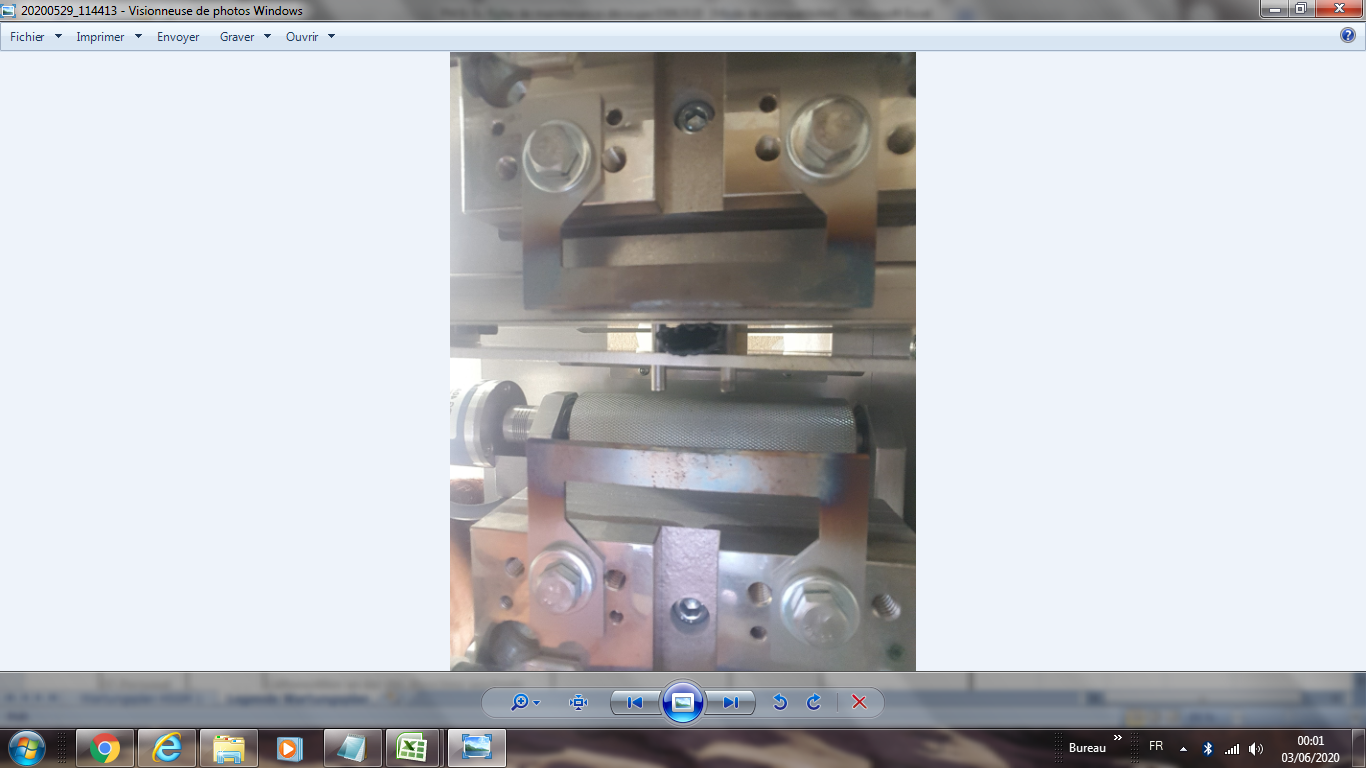 20200529_114413 - Visionneuse de photos Windows
Fichier Imprimer Envoyer Graver Ouvrir
Bureau » FR 00:01
03/06/2020